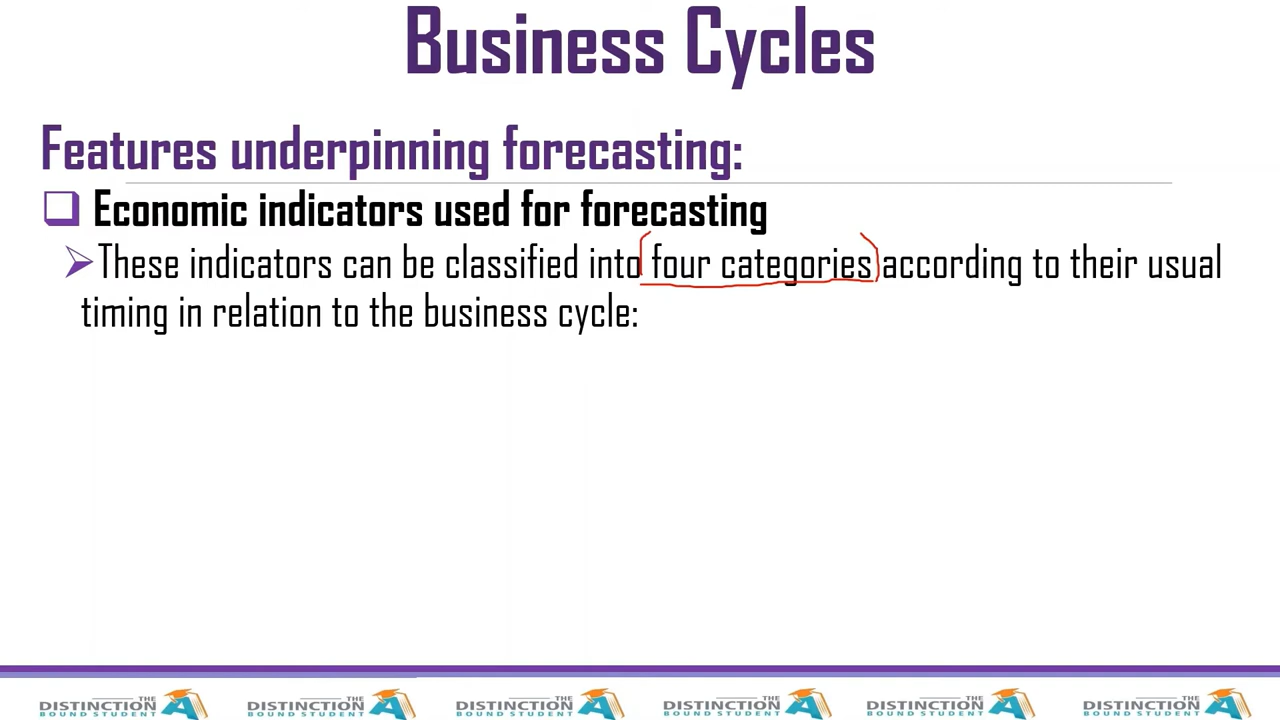 Business Cycles
Features underpinning forecasting:
Economic indicators used for forecasting
These indicators can be classified into four categories according to their usual
timing in relation to the business cycle:
THE DISTINCTION BOUND STUDENT A THE DISTINCTION BOUND STUDENT A THE DISTINCTION BOUND STUDENT A THE DISTINCTION BOUND STUDENT A THE DISTINCTION BOUND STUDENT A THE DISTINCTION BOUND STUDENT A